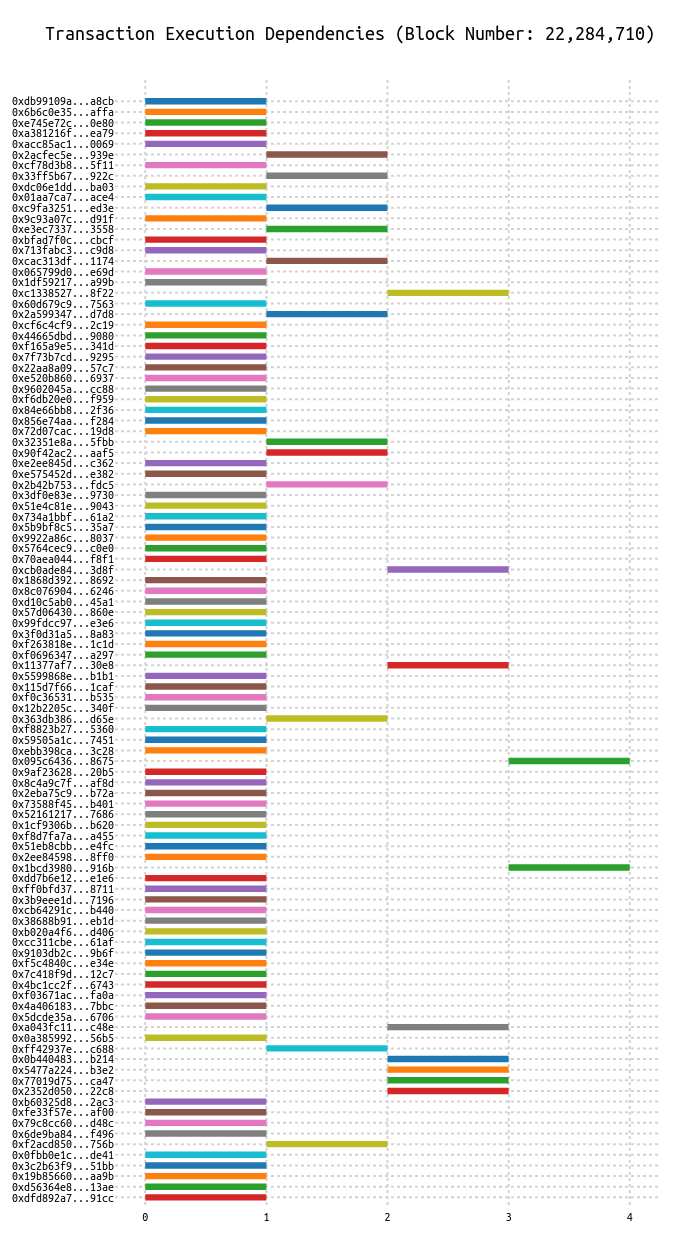 Transaction Execution Dependencies (Block Number: 22,284,710)
0xdb99109a...a8cb
0x6b6c0e35...affa
0xe745e72c...0e80
0xa381216f...ea79
0xacc85ac1...0069
0x2acfec5e...939e
0xcf78d3b8...5f11
0x33ff5b67...922c
0xdc06e1dd...ba03
0x01aa7ca7...ace4
0xc9fa3251...ed3e
0x9c93a07c...d91f
0xe3ec7337...3558
0xbfad7f0c...cbcf
0x713fabc3...c9d8
0xcac313df...1174
0x065799d0...e69d
0x1df59217...a99b
0xc1338527...8f22
0x60d679c9...7563
0x2a599347...d7d8
0xcf6c4cf9...2c19
0x44665dbd...9080
0xf165a9e5...341d
0x7f73b7cd...9295
0x22aa8a09...57c7
0xe520b860...6937
0x9602045a...cc88
0xf6db20e0...f959
0x84e66bb8...2f36
0x856e74aa...f284
0x72d07cac...19d8
0x32351e8a...5fbb
0x90f42ac2...aaf5
0xe2ee845d...c362
0xe575452d...e382
0x2b42b753...fdc5
0x3df0e83e...9730
0x51e4c81e...9043
0x734a1bbf...61a2
0x5b9bf8c5...35a7
0x9922a86c...8037
0x5764cec9...c0e0
0x70aea044...f8f1
0xcb0ade84...3d8f
0x1868d392...8692
0x8c076904...6246
0xd10c5ab0...45a1
0x57d06430...860e
0x99fdcc97...e3e6
0x3f0d31a5...8a83
0xf263818e...1c1d
0xf0696347...a297
0x11377af7...30e8
0x5599868e...b1b1
0x115d7f66...1caf
0xf0c36531...b535
0x12b2205c...340f
0x363db386...d65e
0xf8823b27...5360
0x59505a1c...7451
0xebb398ca...3c28
0x095c6436...8675
0x9af23628...20b5
0x8c4a9c7f...af8d
0x2eba75c9...b72a
0x73588f45...b401
0x52161217...7686
0x1cf9306b...b620
0xf8d7fa7a...a455
0x51eb8cbb...e4fc
0x2ee84598...8ff0
0x1bcd3980...916b
0xdd7b6e12...e1e6
0xff0bfd37...8711
0x3b9eee1d...7196
0xcb64291c...b440
0x38688b91...eb1d
0xb020a4f6...d406
0xcc311cbe...61af
0x9103db2c...9b6f
0xf5c4840c...e34e
0x7c418f9d...12c7
0x4bc1cc2f...6743
0xf03671ac...fa0a
0x4a406183...7bbc
0x5dcde35a...6706
0xa043fc11...c48e
0x0a385992...56b5
0xff42937e...c688
0x0b440483...b214
0x5477a224...b3e2
0x77019d75...ca47
0x2352d050...22c8
0xb60325d8...2ac3
0xfe33f57e...af00
0x79c8cc60...d48c
0x6de9ba84...f496
0xf2acd850...756b
0x0fbb0e1c...de41
0x3c2b63f9...51bb
0x19b85660...aa9b
0xd56364e8...13ae
0xdfd892a7...91cc
0 1 2 3 4